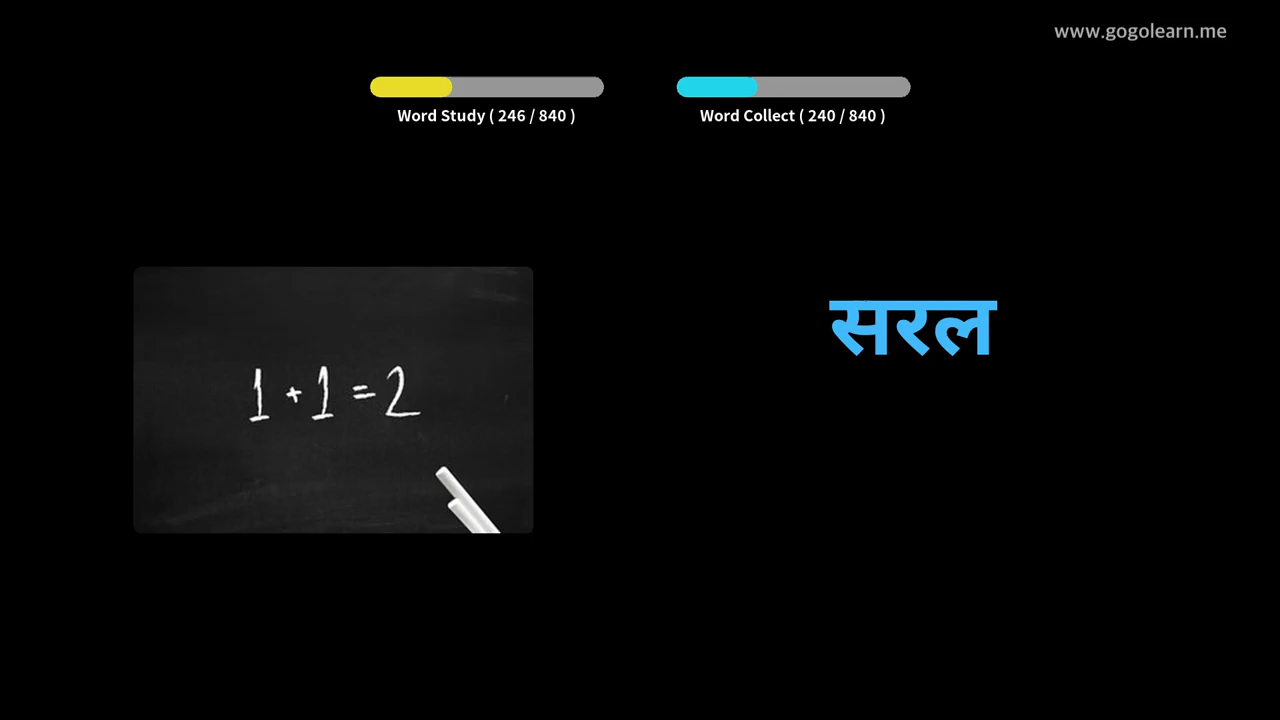 www.gogolearn.me
Word Study ( 246 / 840 )
Word Collect ( 240 / 840 )
1 + 1 = 2
सरल